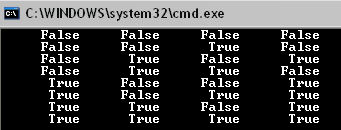 C:\WINDOWS\system32\cmd.exe
False False False False
False False True False
False True False False
False True True True
True False False False
True False True True
True True False True
True True True True